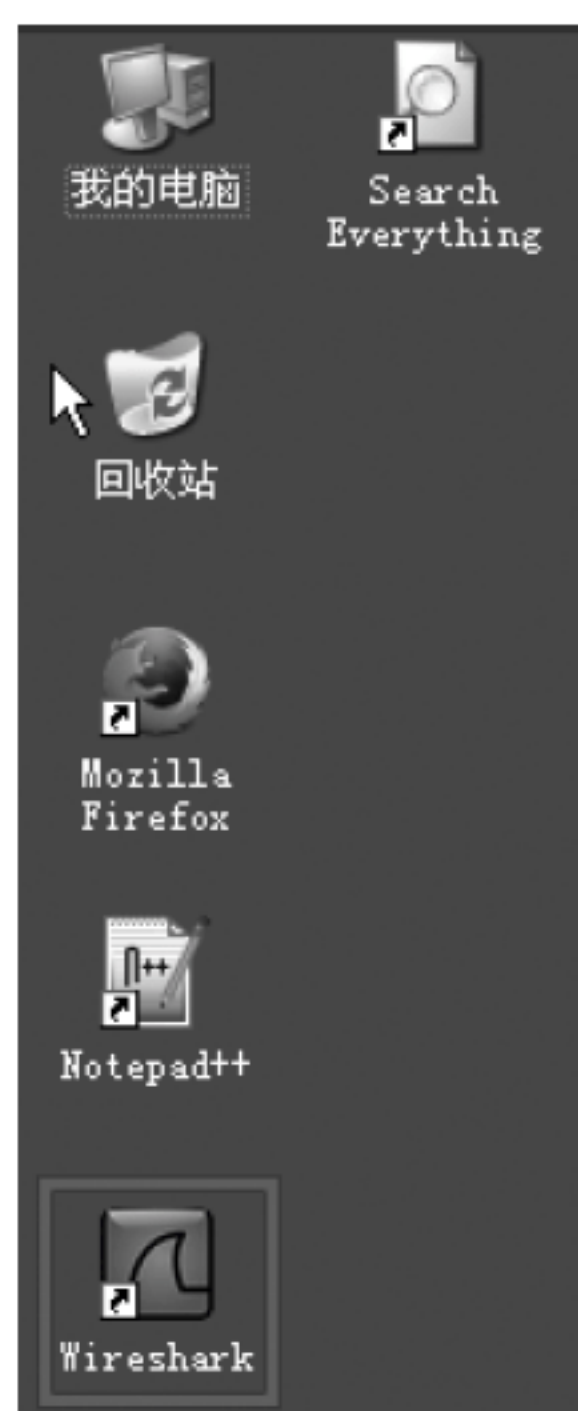 我的电脑
Search
Everything
回收站
Mozilla
Firefox
Notepad++
Wireshark